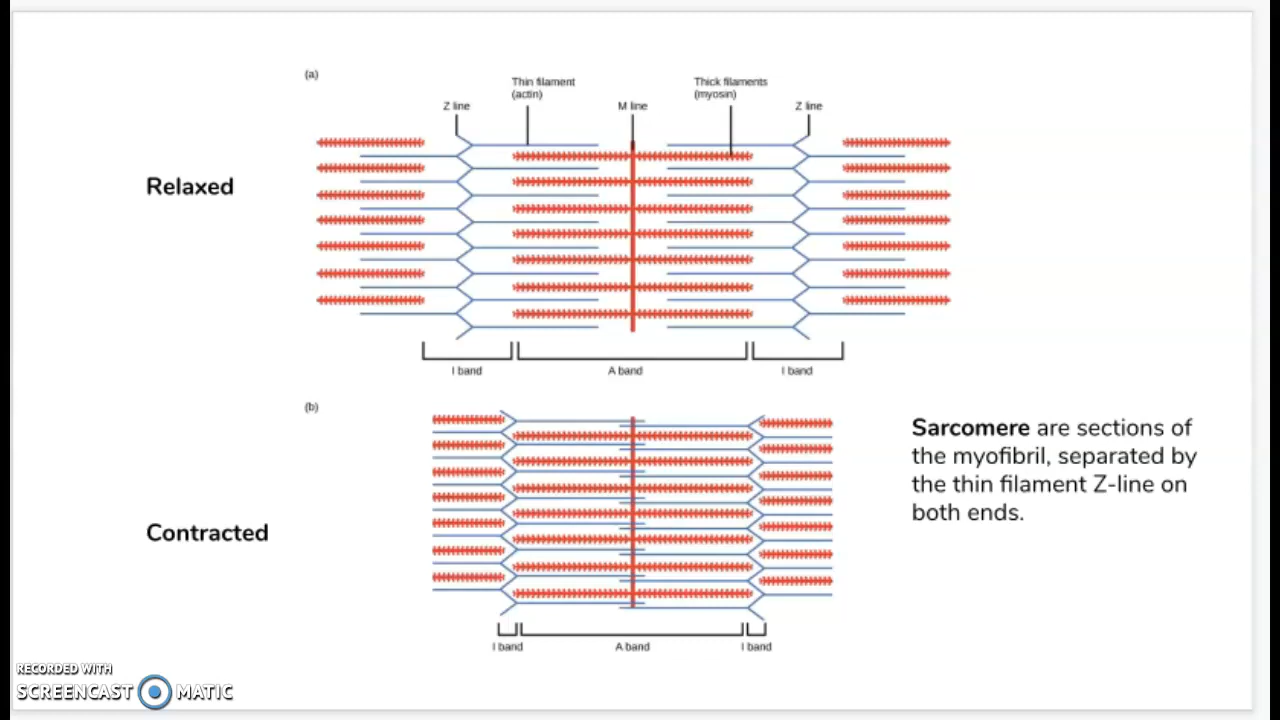 (a)
Thin filament
(actin)
Thick filaments
(myosin)
Z line
M line
Z line
Relaxed
I band
A band
I band
(b)
Sarcomere are sections of
the myofibril, separated by
the thin filament Z-line on
both ends.
Contracted
I band
A band
I band
RECORDED WITH
SCREENCAST MATIC